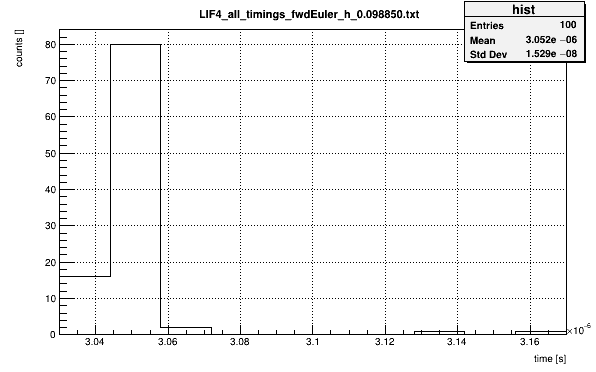 LIF4_all_timings_fwdEuler_h_0.098850.txt
hist
Entries 100
Mean 3.052e −06
Std Dev 1.529e −08
counts []
80
70
60
50
40
30
20
10
0
3.04 3.06 3.08 3.1 3.12 3.14 3.16
×10⁻⁶
time [s]